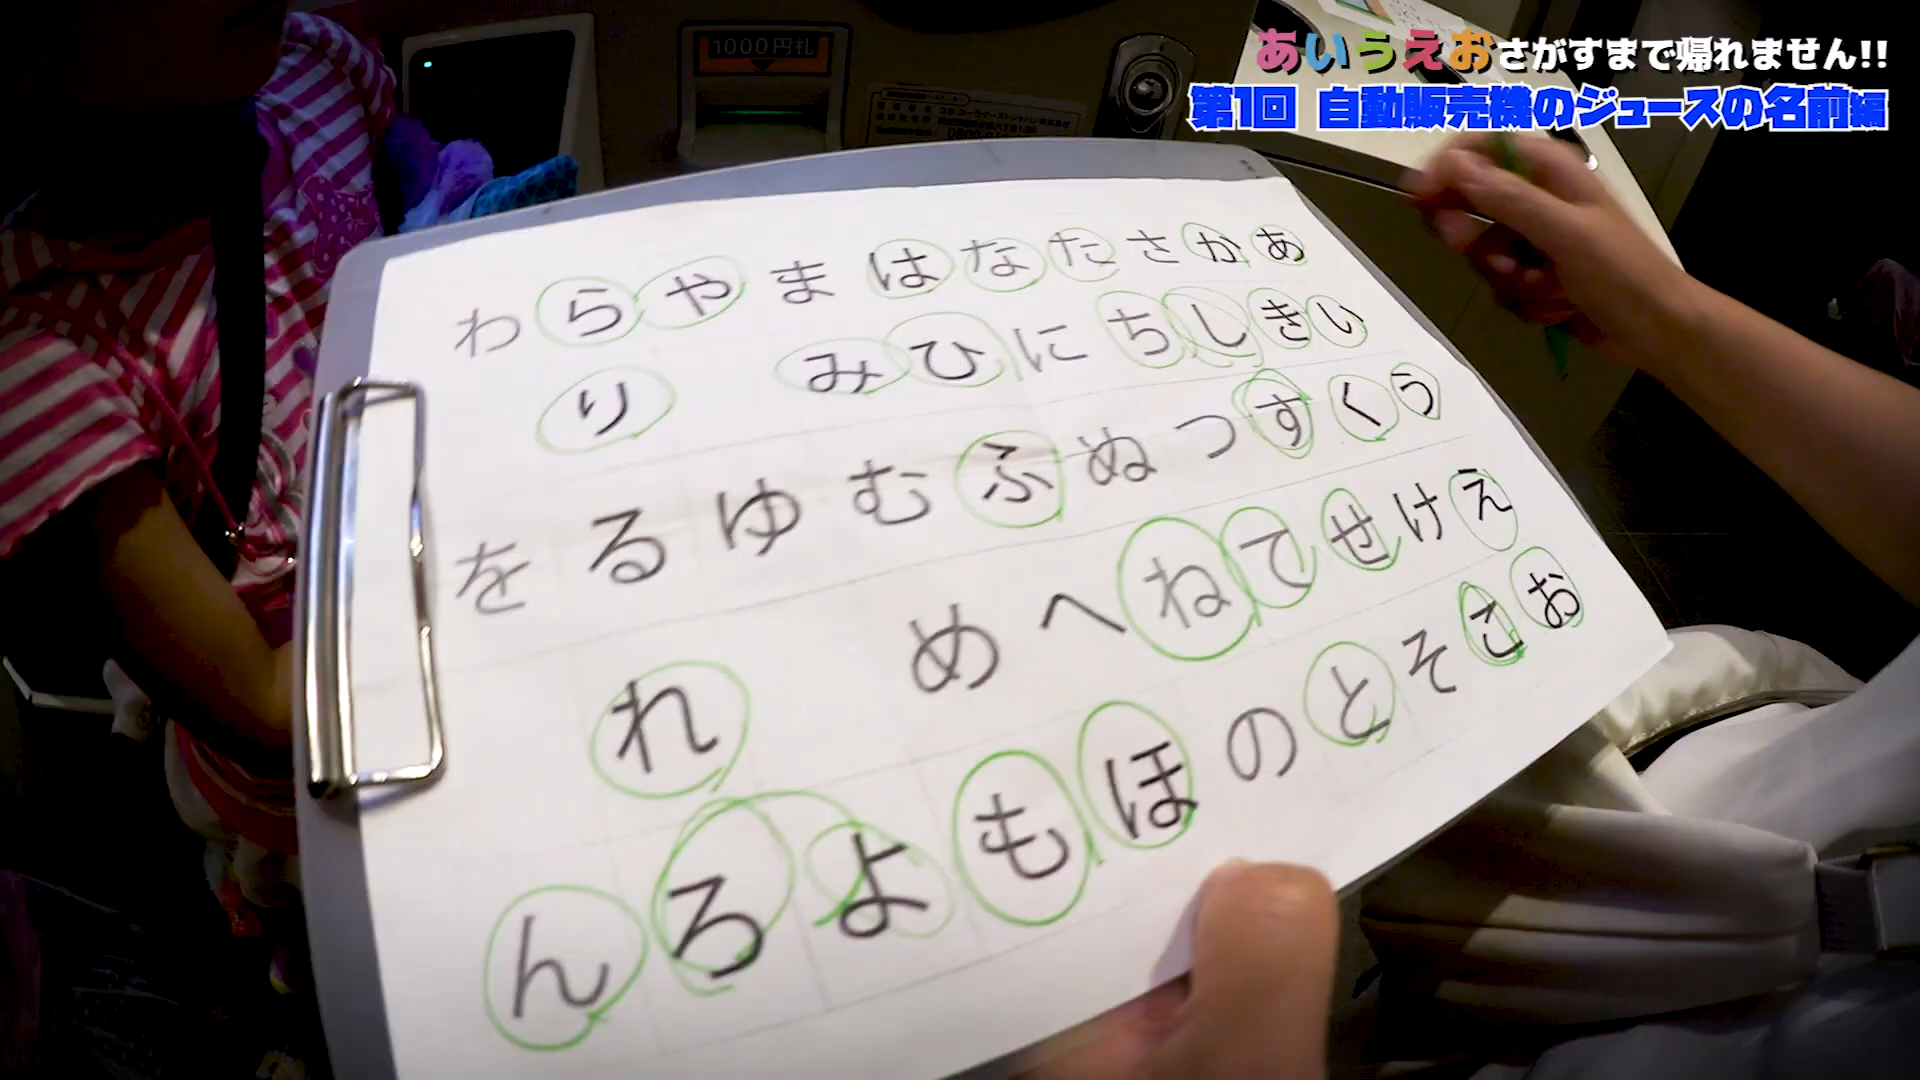 あいうえおさがすまで帰れません!!
第1回 自動販売機のジュースの名前編
1000円札
わらやまはなたさかあ
りみひにちしきい
をるゆむふぬつすくう
れめへねてせけえ
んろよもほのとそこお